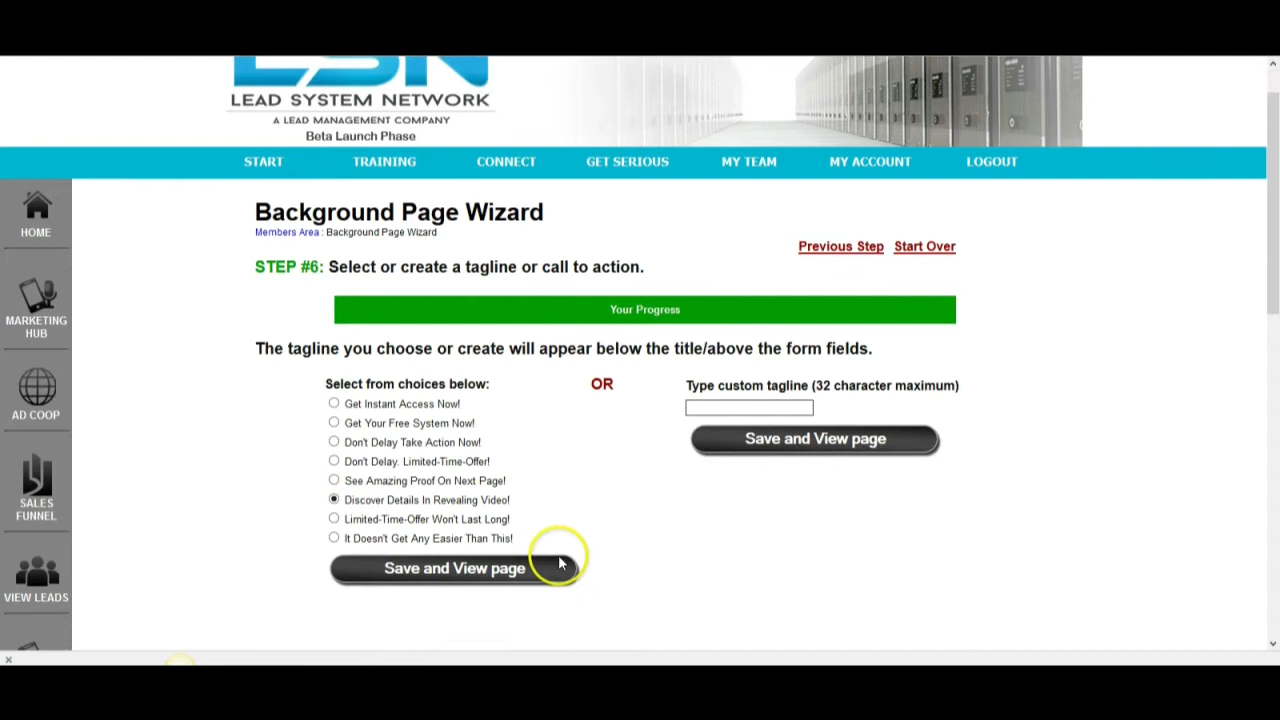 LSN
LEAD SYSTEM NETWORK
A LEAD MANAGEMENT COMPANY
Beta Launch Phase
START TRAINING CONNECT GET SERIOUS MY TEAM MY ACCOUNT LOGOUT
HOME
MARKETING
HUB
AD COOP
SALES
FUNNEL
VIEW LEADS
Background Page Wizard
Members Area : Background Page Wizard
Previous Step Start Over
STEP #6: Select or create a tagline or call to action.
Your Progress
The tagline you choose or create will appear below the title/above the form fields.
Select from choices below:
Get Instant Access Now!
Get Your Free System Now!
Don't Delay Take Action Now!
Don't Delay. Limited-Time-Offer!
See Amazing Proof On Next Page!
Discover Details In Revealing Video!
Limited-Time-Offer Won't Last Long!
It Doesn't Get Any Easier Than This!
Save and View page
OR
Type custom tagline (32 character maximum)
Save and View page